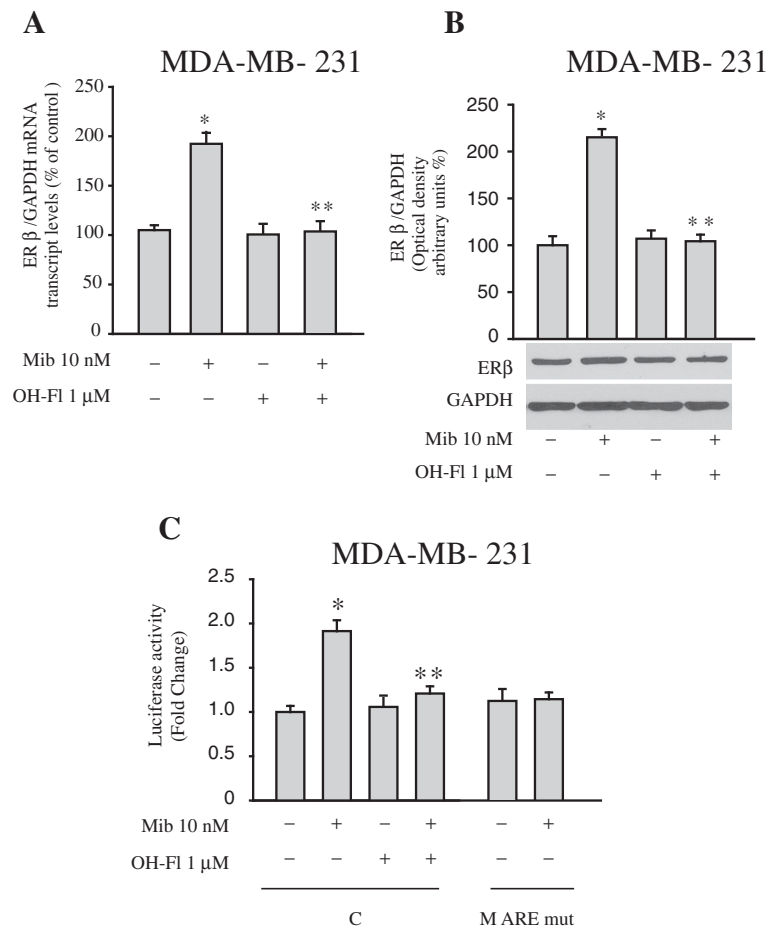 A
MDA-MB- 231
ER β /GAPDH mRNA
transcript levels (% of control)
250
200
150
100
50
0
*
**
Mib 10 nM – + – +
OH-Fl 1 μM – – + +
B
MDA-MB- 231
ER β /GAPDH
(Optical density
arbitrary units %)
250
200
150
100
50
0
*
**
ERβ
GAPDH
Mib 10 nM – + – +
OH-Fl 1 μM – – + +
C
MDA-MB- 231
Luciferase activity
(Fold Change)
2.5
2.0
1.5
1.0
0.5
0
*
**
Mib 10 nM – + – + – +
OH-Fl 1 μM – – + + – –
C M ARE mut